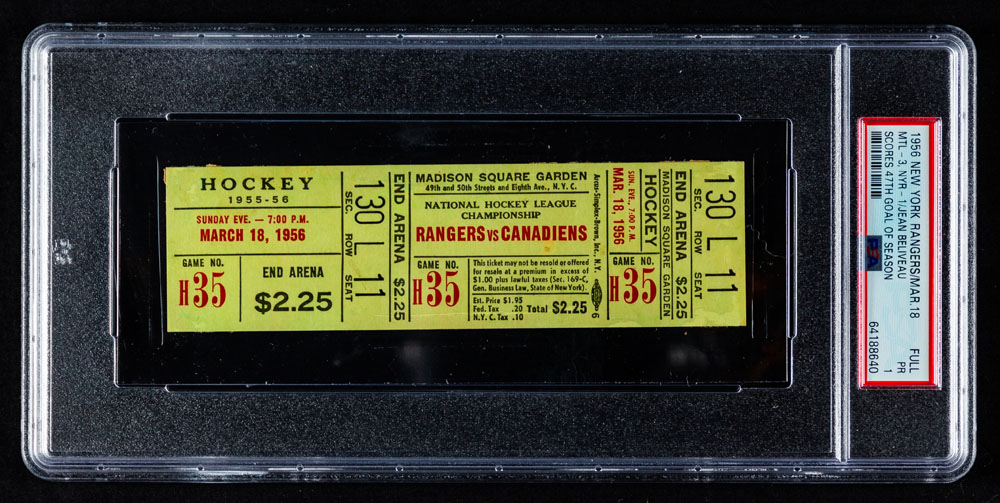 HOCKEY
1955-56
SUNDAY EVE. — 7:00 P.M.
MARCH 18, 1956
GAME NO.
H35
END ARENA
$2.25
130 L 11
SEC. ROW SEAT
END ARENA $2.25
MADISON SQUARE GARDEN
49th and 50th Streets and Eighth Ave., N.Y.C.
NATIONAL HOCKEY LEAGUE
CHAMPIONSHIP
RANGERS VS CANADIENS
GAME NO.
H35
This ticket may not be resold or offered
for resale at a premium in excess of
$1.00 plus lawful taxes (Sec. 169-C,
Gen. Business Law, State of New York).
Est. Price $1.95
Fed. Tax .20 Total $2.25
N.Y.C. Tax .10
Arcus-Simplex-Brown, Inc., N.Y.
6
SUN. EVE. 7:00 P.M.
MAR. 18, 1956
HOCKEY
MADISON SQUARE GARDEN
GAME NO.
H35
END ARENA $2.25
130 L 11
SEC. ROW SEAT
1956 NEW YORK RANGERS/MAR.18 FULL
MTL - 3, NYR - 1/JEAN BELIVEAU PR
SCORES 47TH GOAL OF SEASON 1
PSA
64188640